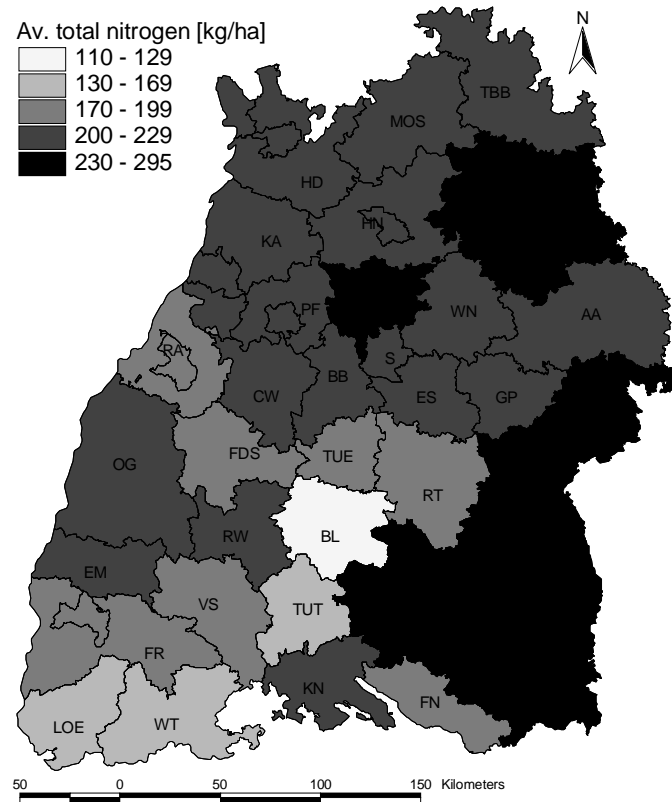 Av. total nitrogen [kg/ha]
110 - 129
130 - 169
170 - 199
200 - 229
230 - 295
N
TBB
MOS
HD
HN
KA
PF
WN
AA
RA
S
BB
CW
ES
GP
OG
FDS
TUE
RT
RW
BL
EM
VS
TUT
FR
KN
FN
LOE
WT
50 0 50 100 150 Kilometers